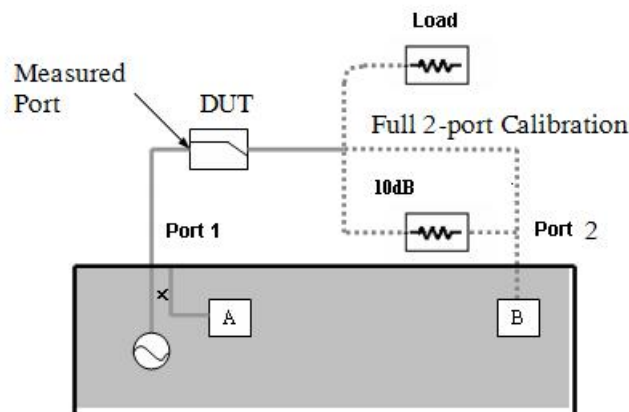 Load
Measured
Port
DUT
Full 2-port Calibration
10dB
Port 1
Port 2
x
A
B